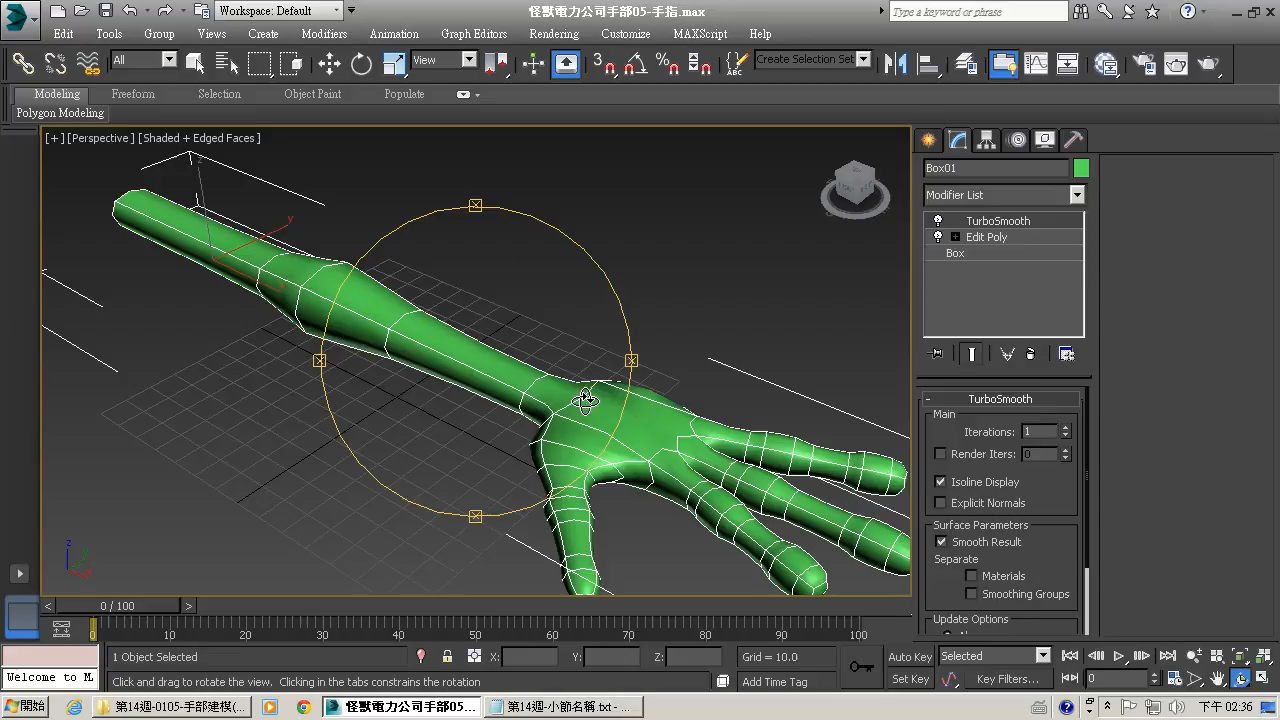 Workspace: Default
怪獸電力公司手部05-手指.max
Type a keyword or phrase
Edit Tools Group Views Create Modifiers Animation Graph Editors Rendering Customize MAXScript Help
All View Create Selection Set
Modeling Freeform Selection Object Paint Populate
Polygon Modeling
[+] [Perspective] [Shaded + Edged Faces]
Box01
Modifier List
TurboSmooth
Edit Poly
Box
TurboSmooth
Main
Iterations: 1
Render Iters: 0
Isoline Display
Explicit Normals
Surface Parameters
Smooth Result
Separate
Materials
Smoothing Groups
Update Options
z
y
z
< 0 / 100 >
0 10 20 30 40 50 60 70 80 90 100
1 Object Selected X: Y: Z: Grid = 10.0 Auto Key Selected
Welcome to M. Click and drag to rotate the view. Clicking in the tabs constrains the rotation Add Time Tag Set Key Key Filters... 0
開始 第14週-0105-手部建模(... 怪獸電力公司手部05... 第14週-小節名稱.txt - ... 下午 02:36